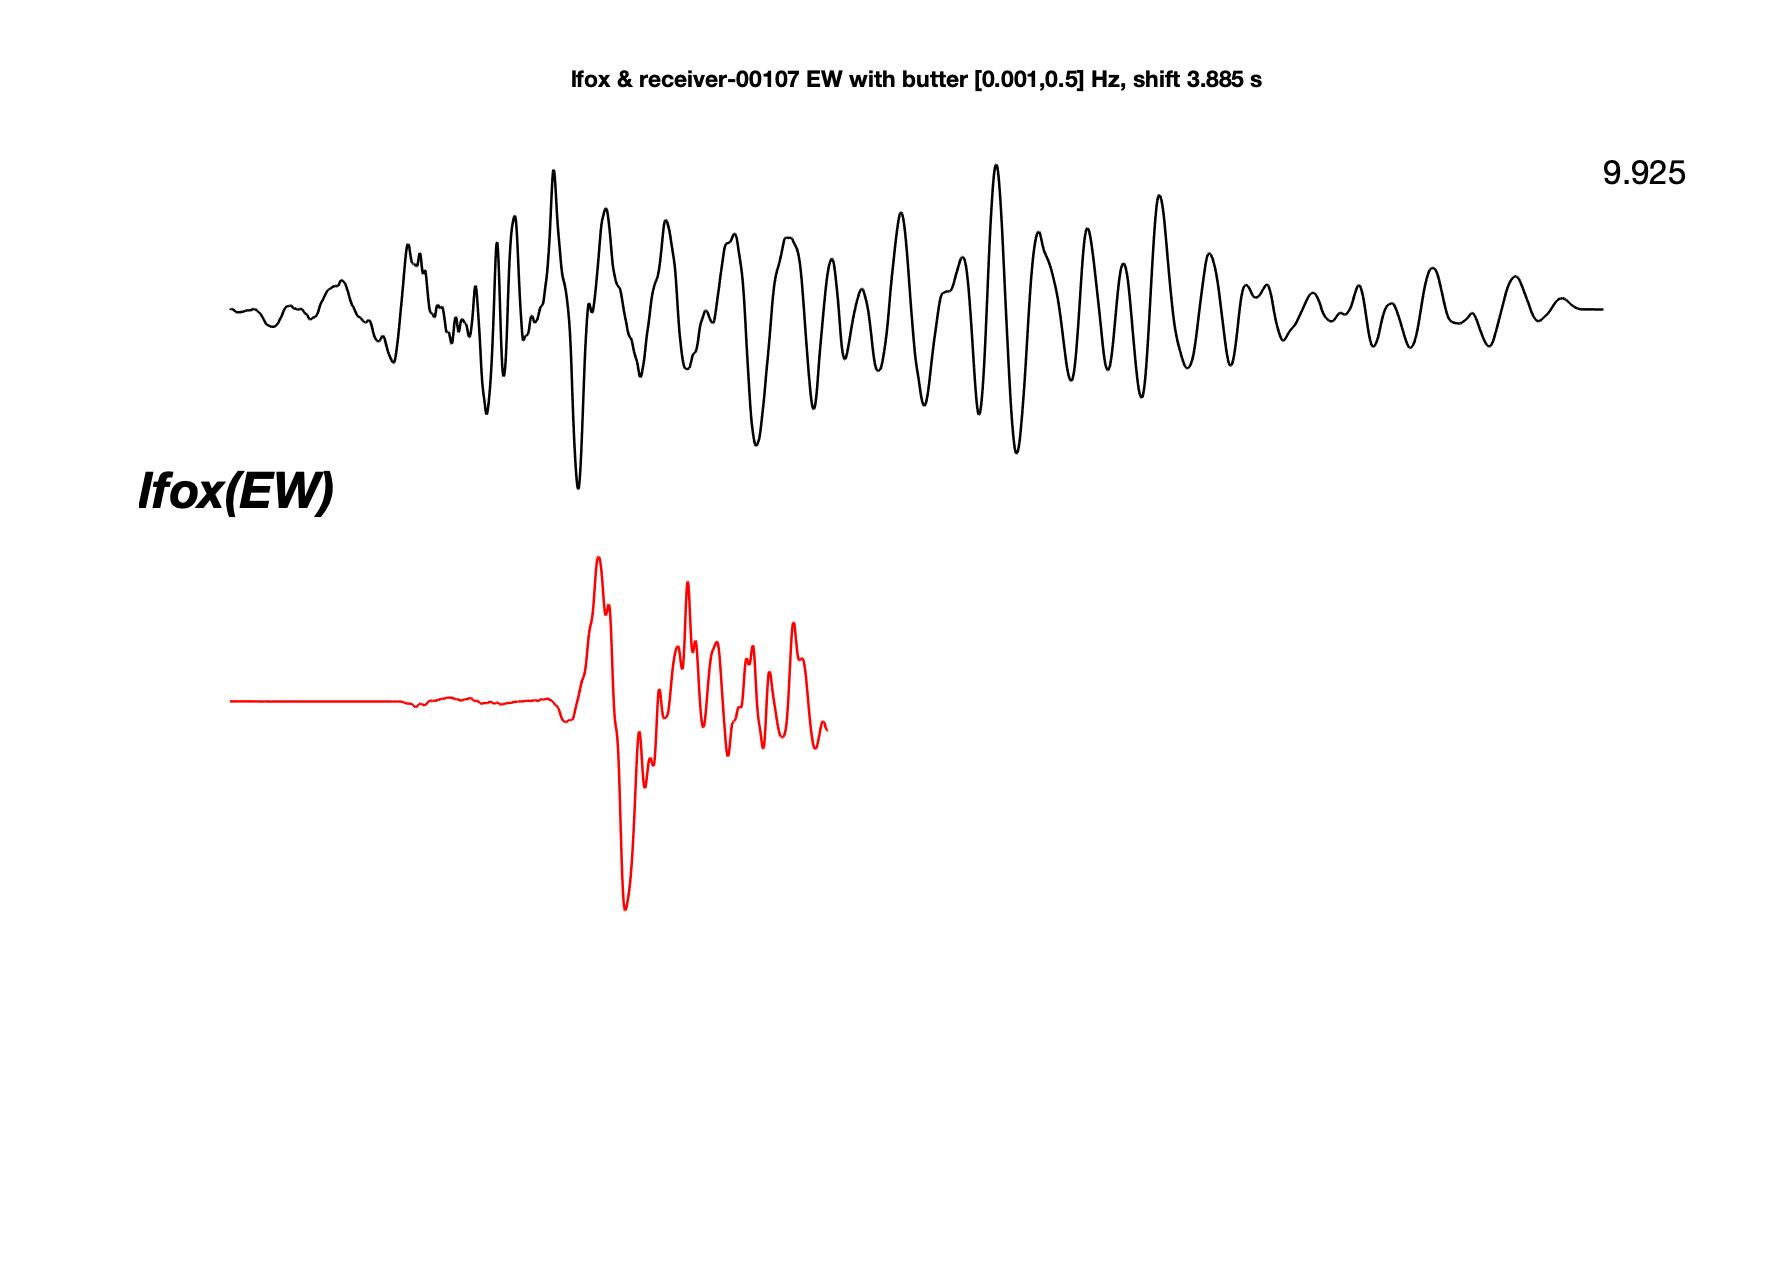 lfox & receiver-00107 EW with butter [0.001,0.5] Hz, shift 3.885 s
9.925
lfox(EW)